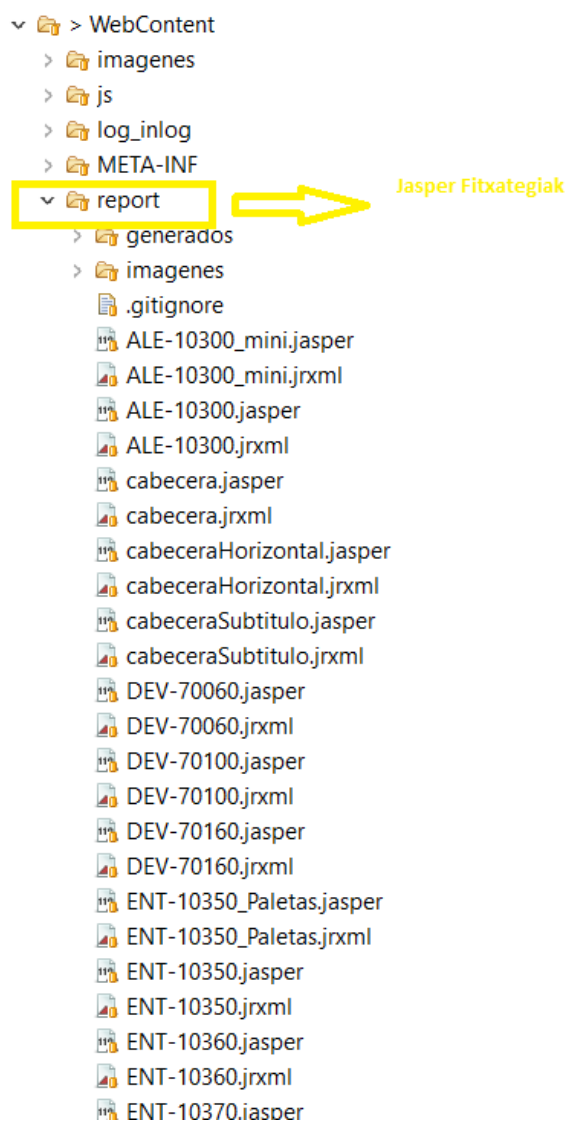 > WebContent
imagenes
js
log_inlog
META-INF
report
Jasper Fitxategiak
generados
imagenes
.gitignore
ALE-10300_mini.jasper
ALE-10300_mini.jrxml
ALE-10300.jasper
ALE-10300.jrxml
cabecera.jasper
cabecera.jrxml
cabeceraHorizontal.jasper
cabeceraHorizontal.jrxml
cabeceraSubtitulo.jasper
cabeceraSubtitulo.jrxml
DEV-70060.jasper
DEV-70060.jrxml
DEV-70100.jasper
DEV-70100.jrxml
DEV-70160.jasper
DEV-70160.jrxml
ENT-10350_Paletas.jasper
ENT-10350_Paletas.jrxml
ENT-10350.jasper
ENT-10350.jrxml
ENT-10360.jasper
ENT-10360.jrxml
ENT-10370.jasper